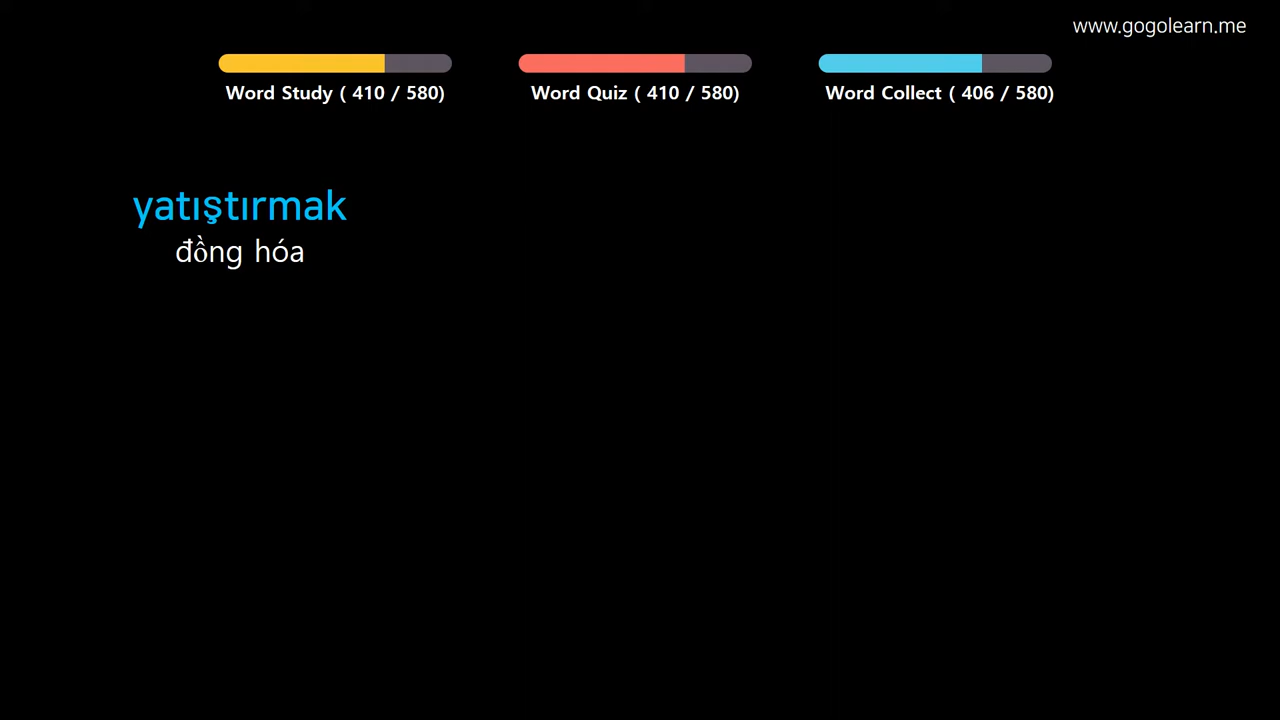 www.gogolearn.me
Word Study ( 410 / 580)
Word Quiz ( 410 / 580)
Word Collect ( 406 / 580)
yatıştırmak
đồng hóa